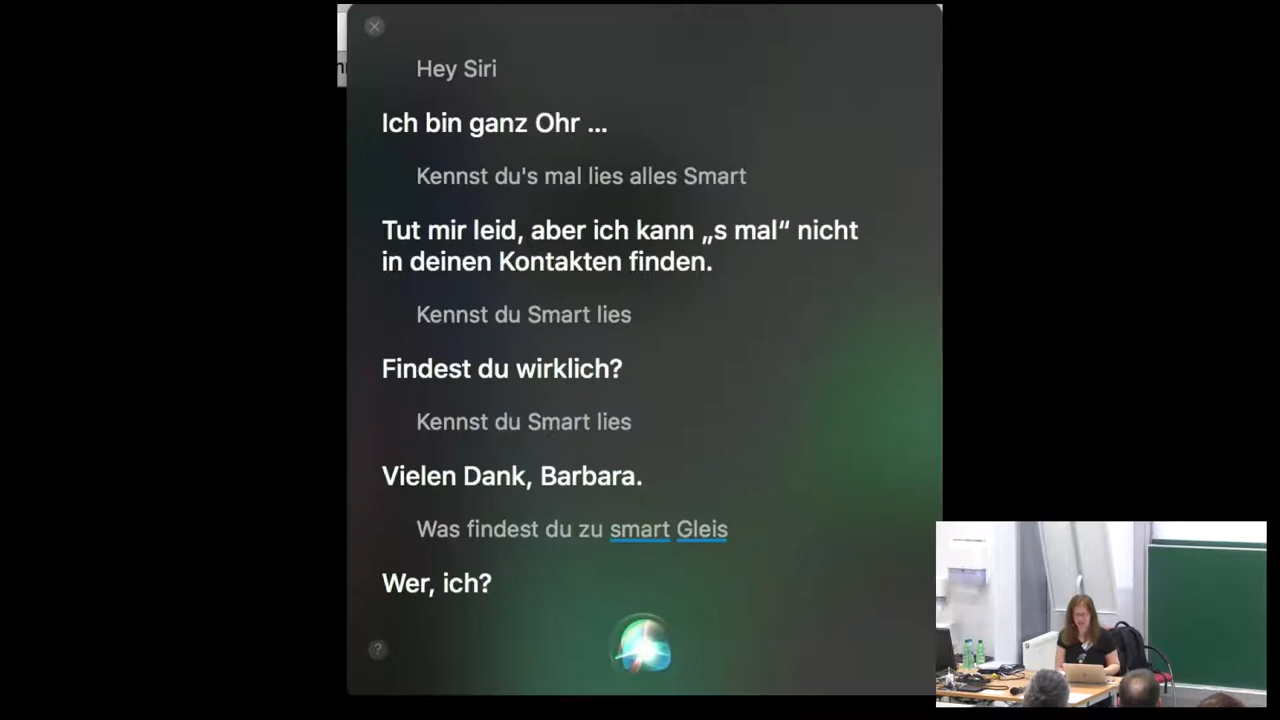 Hey Siri
Ich bin ganz Ohr ...
Kennst du's mal lies alles Smart
Tut mir leid, aber ich kann „s mal“ nicht
in deinen Kontakten finden.
Kennst du Smart lies
Findest du wirklich?
Kennst du Smart lies
Vielen Dank, Barbara.
Was findest du zu smart Gleis
Wer, ich?
?